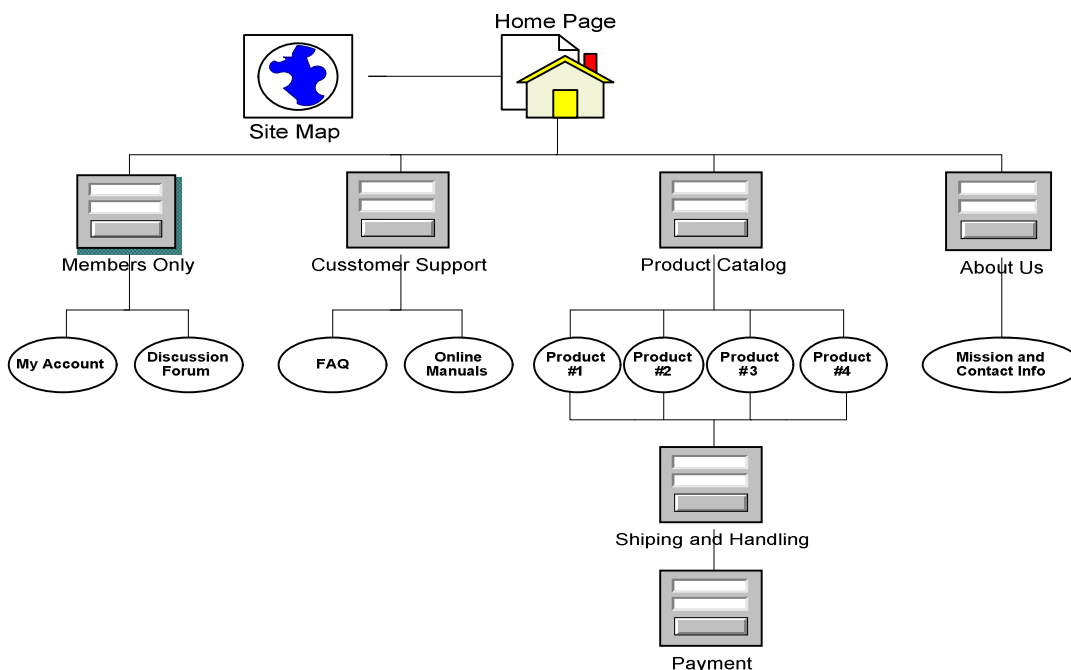 Home Page
Site Map
Members Only
Cusstomer Support
Product Catalog
About Us
My Account
Discussion
Forum
FAQ
Online
Manuals
Product
#1
Product
#2
Product
#3
Product
#4
Mission and
Contact Info
Shiping and Handling
Payment